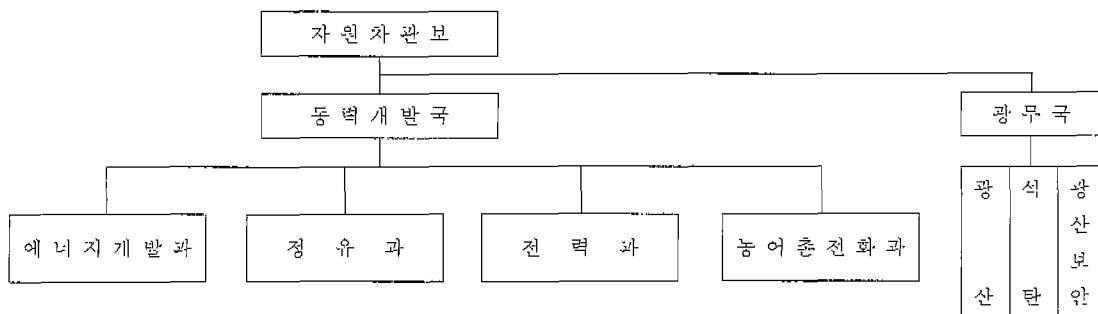 자원차관보
동력개발국
광무국
에너지개발과
정유과
전력과
농어촌전화과
광산
석탄
광산보안